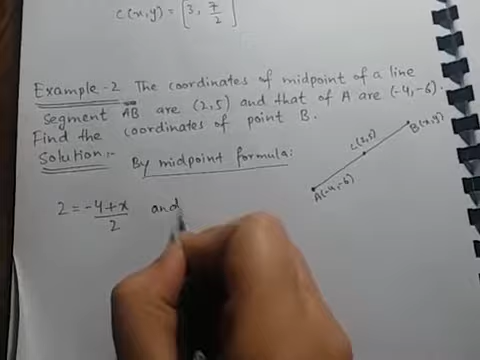 C(x,y) = [3, 7/2]
Example-2 The coordinates of midpoint of a line
segment AB are (2,5) and that of A are (-4,-6).
Find the coordinates of point B.
Solution:- By midpoint formula:
A(-4,-6) C(2,5) B(x,y)
2 = -4+x/2 and